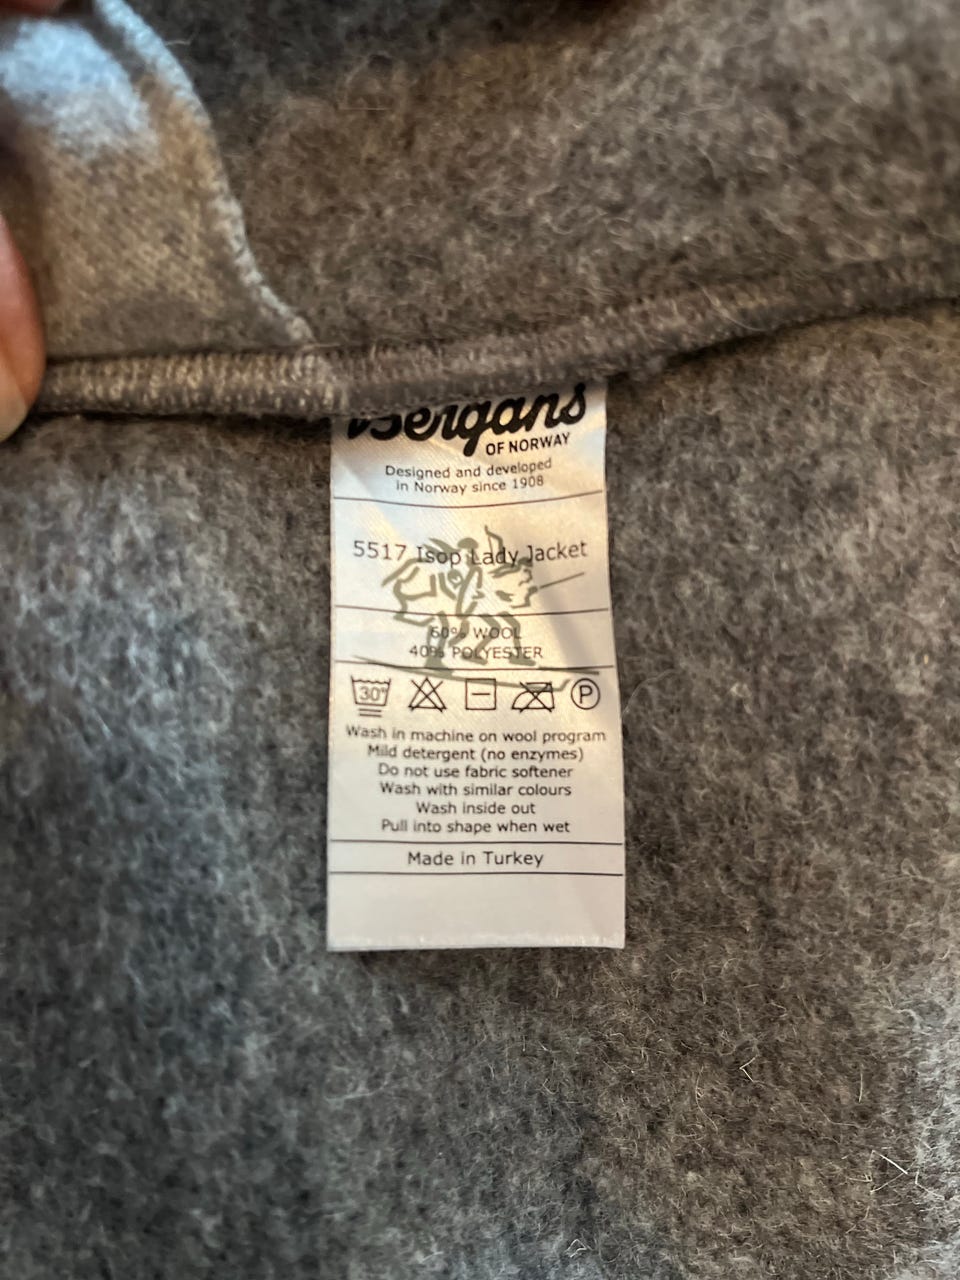 Bergans
OF NORWAY
Designed and developed
in Norway since 1908
5517 Isop Lady Jacket
60% WOOL
40% POLYESTER
30°
P
Wash in machine on wool program
Mild detergent (no enzymes)
Do not use fabric softener
Wash with similar colours
Wash inside out
Pull into shape when wet
Made in Turkey